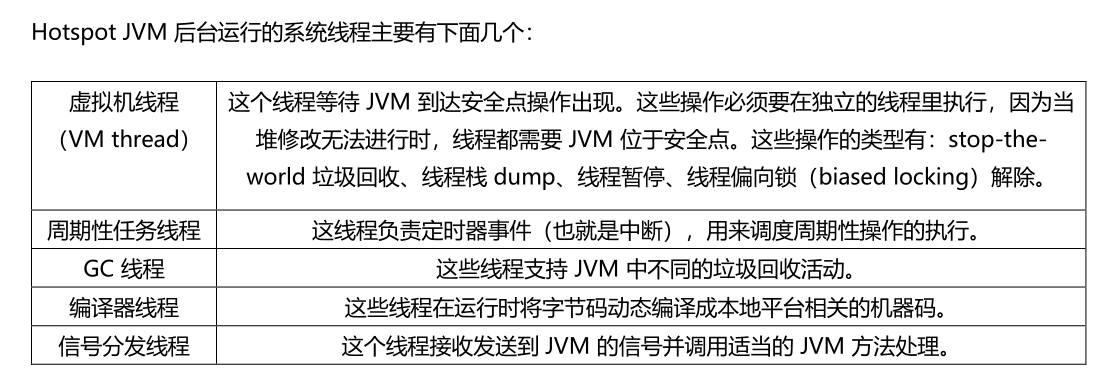 Hotspot JVM 后台运行的系统线程主要有下面几个：
虚拟机线程
（VM thread）
这个线程等待 JVM 到达安全点操作出现。这些操作必须要在独立的线程里执行，因为当
堆修改无法进行时，线程都需要 JVM 位于安全点。这些操作的类型有：stop-the-
world 垃圾回收、线程栈 dump、线程暂停、线程偏向锁（biased locking）解除。
周期性任务线程
这线程负责定时器事件（也就是中断），用来调度周期性操作的执行。
GC 线程
这些线程支持 JVM 中不同的垃圾回收活动。
编译器线程
这些线程在运行时将字节码动态编译成本地平台相关的机器码。
信号分发线程
这个线程接收发送到 JVM 的信号并调用适当的 JVM 方法处理。